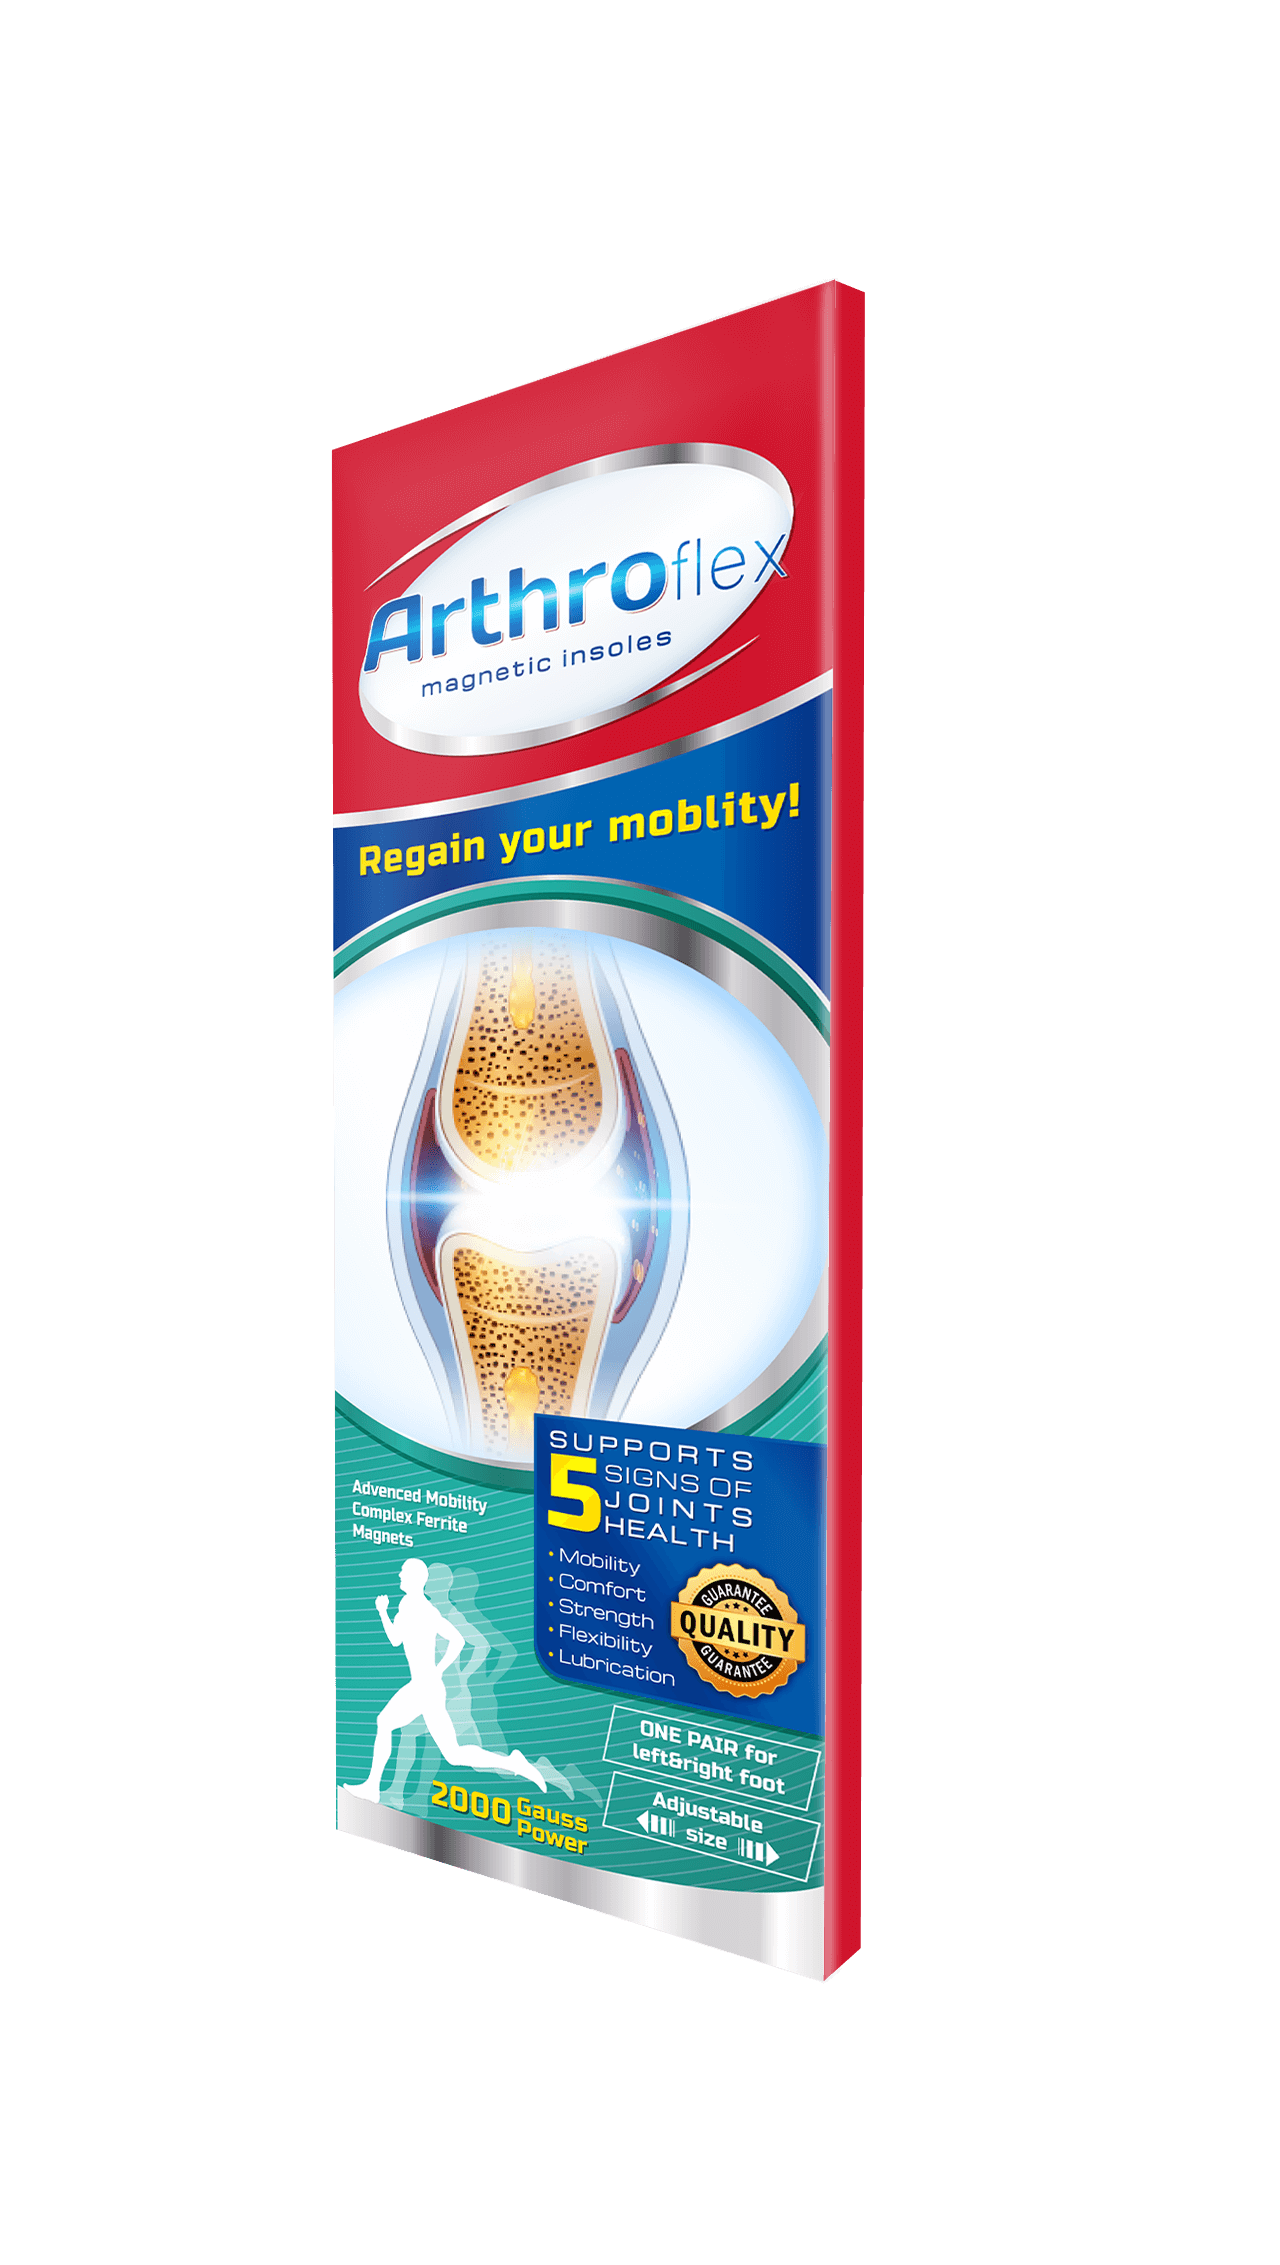 Arthroflex
magnetic insoles
Regain your moblity!
SUPPORTS
5 SIGNS OF
JOINTS
HEALTH
• Mobility
• Comfort
• Strength
• Flexibility
• Lubrication
GUARANTEE
QUALITY
GUARANTEE
Advenced Mobility
Complex Ferrite
Magnets
2000 Gauss
Power
ONE PAIR for
left&right foot
Adjustable
size